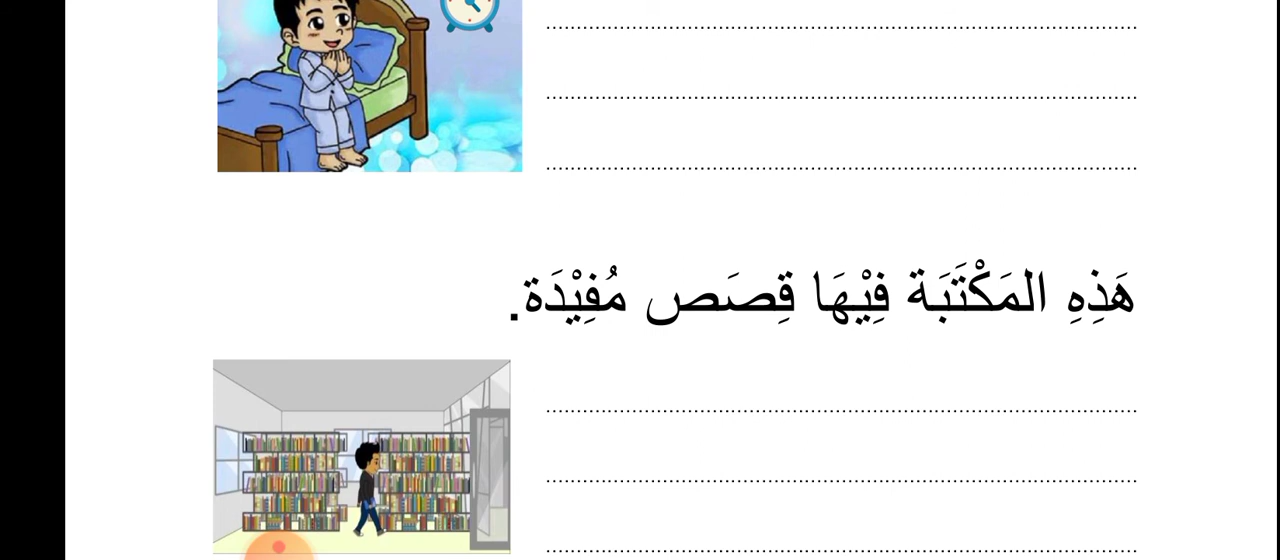 هَذِهِ المَكْتَبَة فِيْهَا قِصَص مُفِيْدَة.